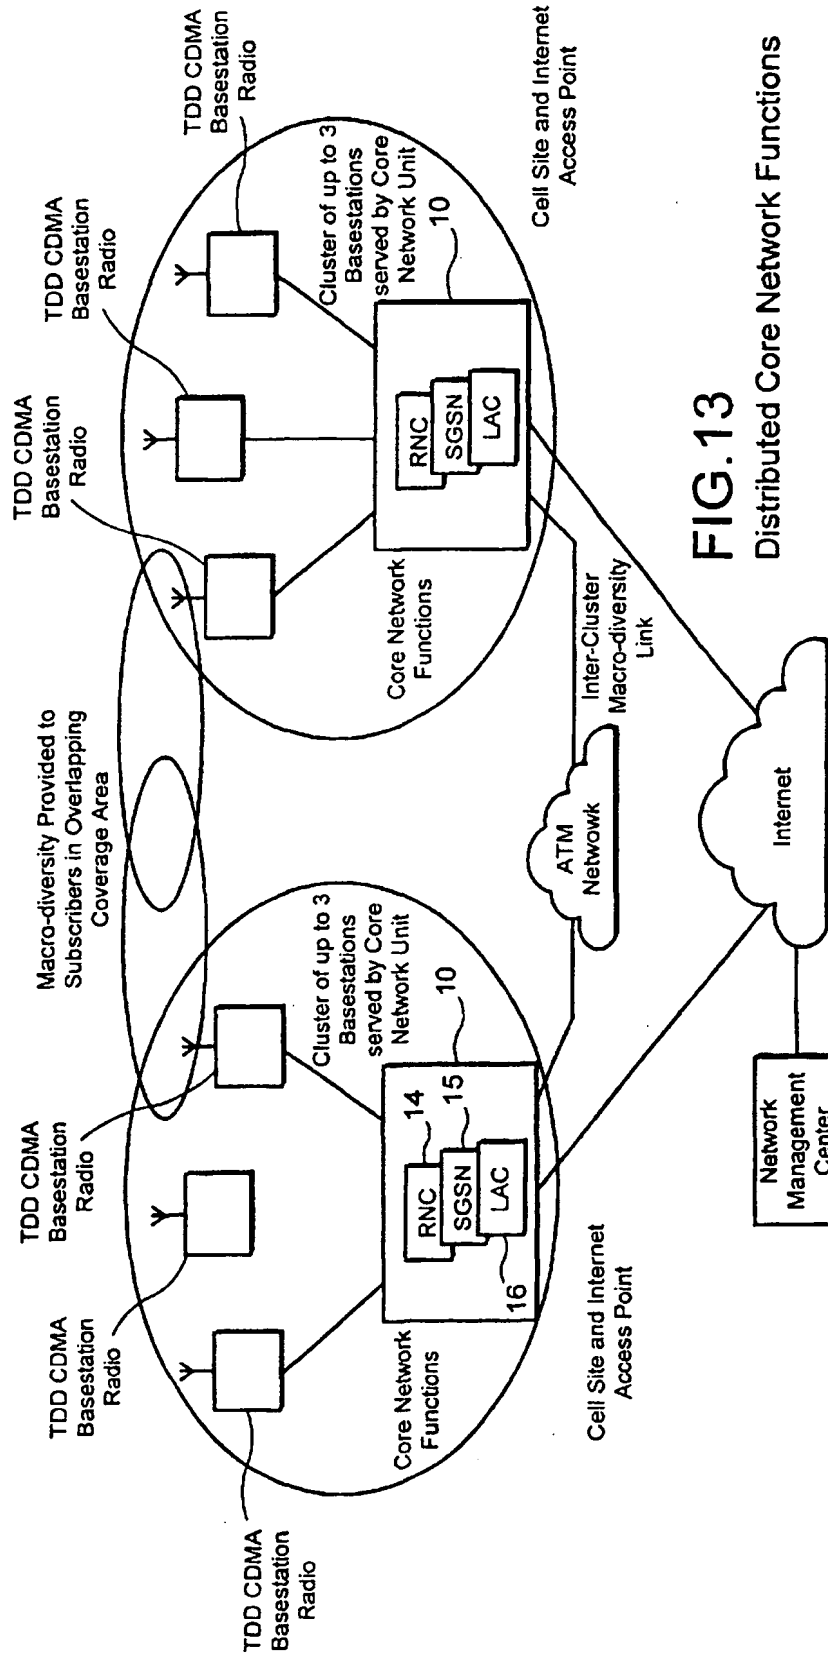 TDD CDMA
Basestation
Radio
TDD CDMA
Basestation
Radio
TDD CDMA
Basestation
Radio
Macro-diversity Provided to
Subscribers in Overlapping
Coverage Area
TDD CDMA
Basestation
Radio
TDD CDMA
Basestation
Radio
TDD CDMA
Basestation
Radio
Cluster of up to 3
Basestations
served by Core
Network Unit
10
Core Network
Functions
RNC
SGSN
LAC
14
15
16
Cell Site and Internet
Access Point
Cluster of up to 3
Basestations
served by Core
Network Unit
10
Core Network
Functions
RNC
SGSN
LAC
Cell Site and Internet
Access Point
ATM
Netwowk
Inter-Cluster
Macro-diversity
Link
Internet
Network
Management
Center
FIG.13
Distributed Core Network Functions